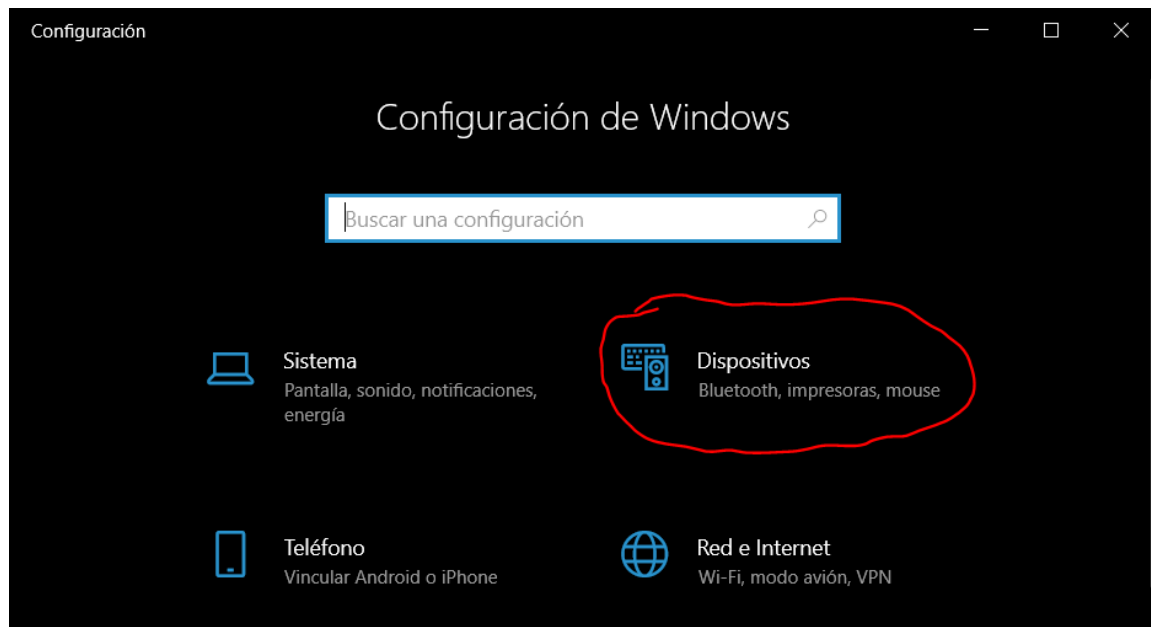 Configuración
Configuración de Windows
Buscar una configuración
Sistema
Pantalla, sonido, notificaciones,
energía
Dispositivos
Bluetooth, impresoras, mouse
Teléfono
Vincular Android o iPhone
Red e Internet
Wi-Fi, modo avión, VPN